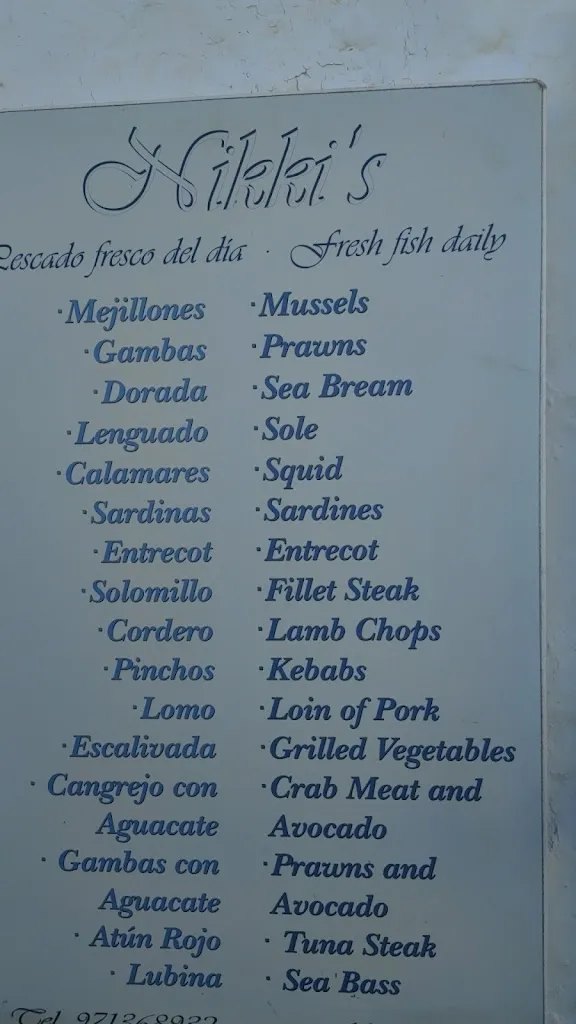 Nikki's
Pescado fresco del día · Fresh fish daily
·Mejillones ·Mussels
·Gambas ·Prawns
·Dorada ·Sea Bream
·Lenguado ·Sole
·Calamares ·Squid
·Sardinas ·Sardines
·Entrecot ·Entrecot
·Solomillo ·Fillet Steak
·Cordero ·Lamb Chops
·Pinchos ·Kebabs
·Lomo ·Loin of Pork
·Escalivada ·Grilled Vegetables
· Cangrejo con ·Crab Meat and
Aguacate Avocado
· Gambas con ·Prawns and
Aguacate Avocado
· Atún Rojo · Tuna Steak
· Lubina · Sea Bass
Tel. 971368932